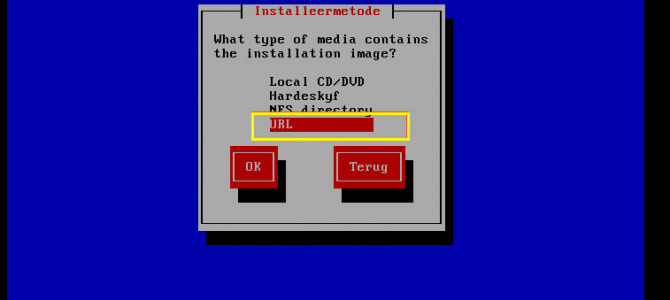 Installeermetode
What type of media contains
the installation image?
Local CD/DVD
Hardeskyf
NFS directory
URL
OK
Terug